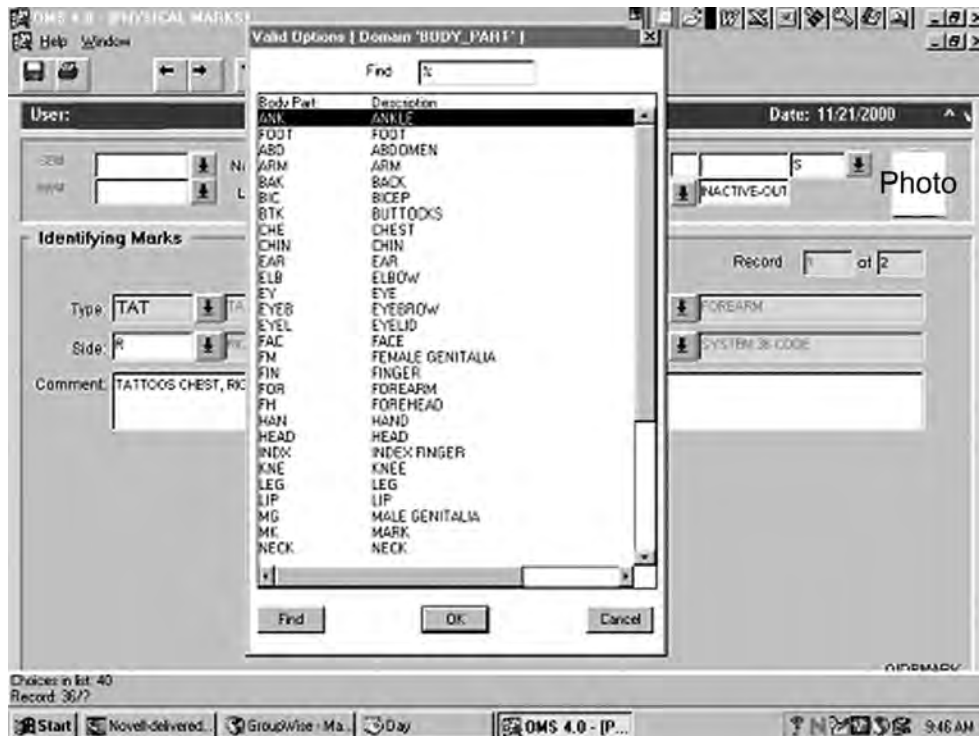 OMS 4.0 - [PHYSICAL MARKS]
Help Window
Valid Options [ Domain 'BODY_PART' ]
Find %
Body Part Description
ANK ANKLE
FOOT FOOT
ABD ABDOMEN
ARM ARM
BAK BACK
BIC BICEP
BTK BUTTOCKS
CHE CHEST
CHIN CHIN
EAR EAR
ELB ELBOW
EY EYE
EYEB EYEBROW
EYEL EYELID
FAC FACE
FM FEMALE GENITALIA
FIN FINGER
FOR FOREARM
FH FOREHEAD
HAN HAND
HEAD HEAD
INDX INDEX FINGER
KNE KNEE
LEG LEG
LIP LIP
MG MALE GENITALIA
MK MARK
NECK NECK
Find OK Cancel
User: Date: 11/21/2000
S
INACTIVE-OUT
Photo
Identifying Marks
Record 1 of 2
Type: TAT TA FOREARM
Side: R SYSTEM 36 CODE
Comment: TATTOOS CHEST, RIG
OIDBMARK
Choices in list: 40
Record: 36/?
Start Novell-delivered... GroupWise - Ma... Day OMS 4.0 - [P... 9:46 AM